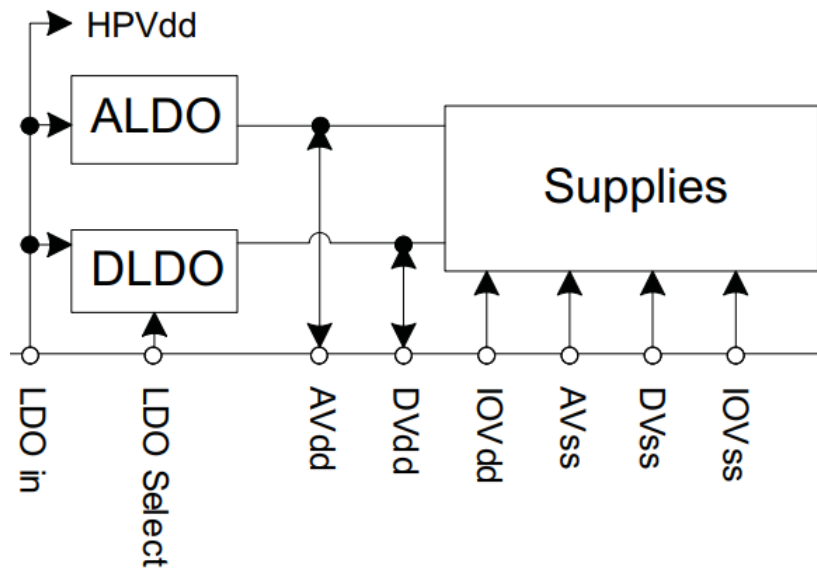 HPVdd
ALDO
DLDO
Supplies
LDO in
LDO Select
AVdd
DVdd
IOVdd
AVss
DVss
IOVss